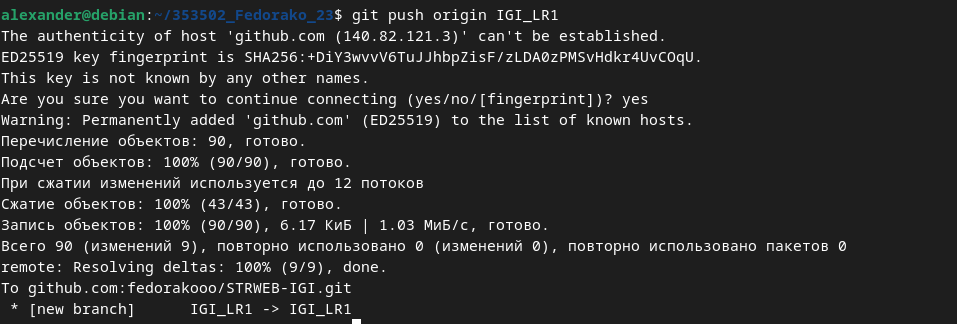 alexander@debian:~/353502_Fedorako_23$ git push origin IGI_LR1
The authenticity of host 'github.com (140.82.121.3)' can't be established.
ED25519 key fingerprint is SHA256:+DiY3wvvV6TuJJhbpZisF/zLDA0zPMSvHdkr4UvCOqU.
This key is not known by any other names.
Are you sure you want to continue connecting (yes/no/[fingerprint])? yes
Warning: Permanently added 'github.com' (ED25519) to the list of known hosts.
Перечисление объектов: 90, готово.
Подсчет объектов: 100% (90/90), готово.
При сжатии изменений используется до 12 потоков
Сжатие объектов: 100% (43/43), готово.
Запись объектов: 100% (90/90), 6.17 КиБ | 1.03 МиБ/с, готово.
Всего 90 (изменений 9), повторно использовано 0 (изменений 0), повторно использовано пакетов 0
remote: Resolving deltas: 100% (9/9), done.
To github.com:fedorakooo/STRWEB-IGI.git
 * [new branch]      IGI_LR1 -> IGI_LR1